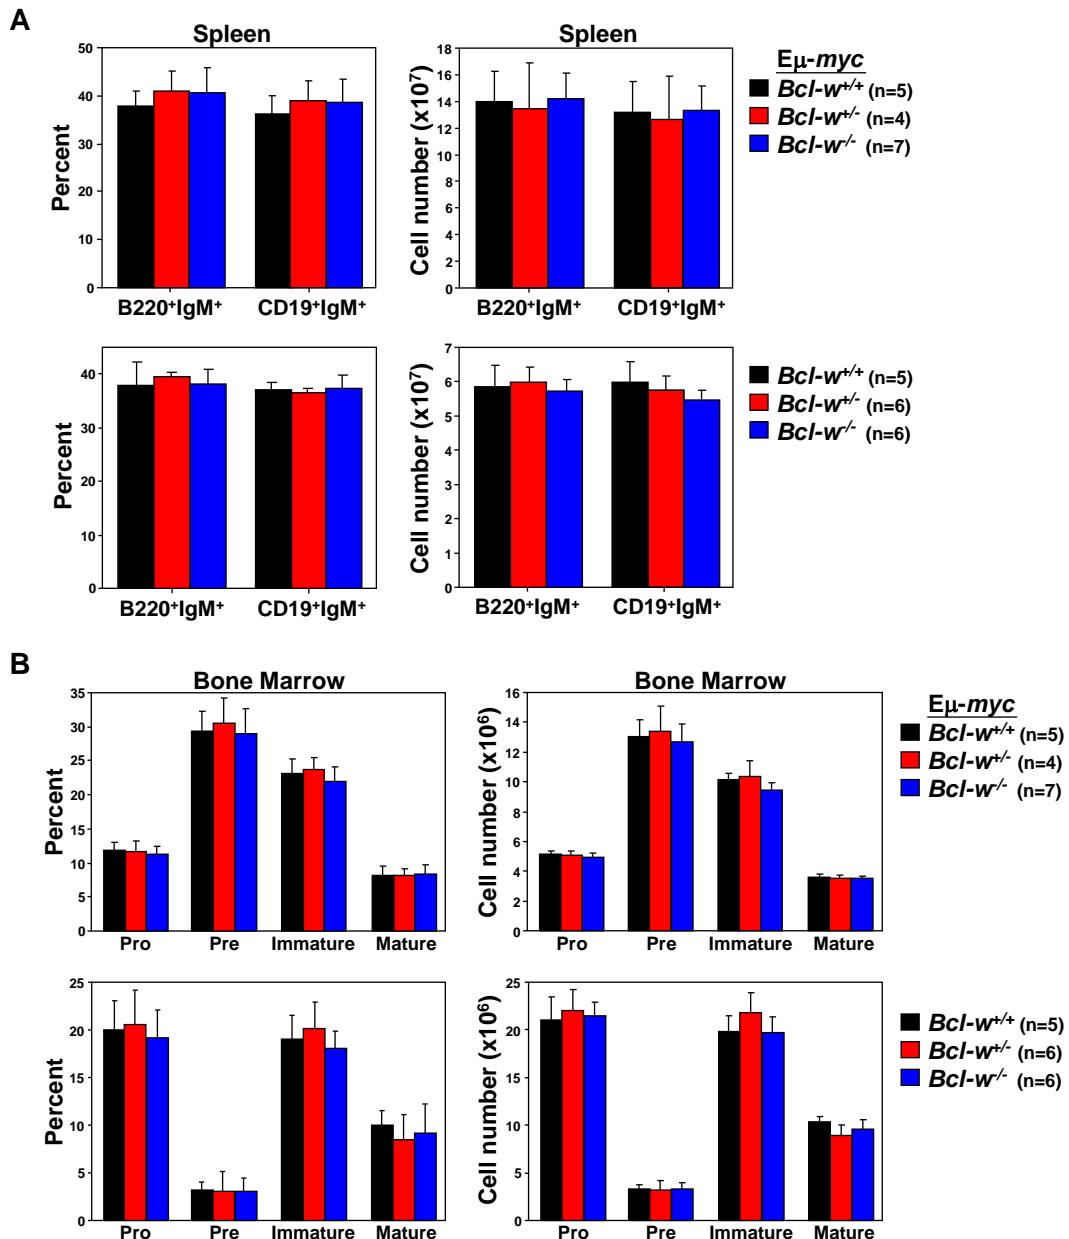 A
Spleen
Spleen
50
40
30
20
10
0
Percent
B220⁺IgM⁺ CD19⁺IgM⁺
18
16
14
12
10
8
6
4
2
0
Cell number (x10⁷)
B220⁺IgM⁺ CD19⁺IgM⁺
Eμ-myc
Bcl-w⁺/⁺ (n=5)
Bcl-w⁺/⁻ (n=4)
Bcl-w⁻/⁻ (n=7)
40
30
20
10
0
Percent
B220⁺IgM⁺ CD19⁺IgM⁺
7
6
5
4
3
2
1
0
Cell number (x10⁷)
B220⁺IgM⁺ CD19⁺IgM⁺
Bcl-w⁺/⁺ (n=5)
Bcl-w⁺/⁻ (n=6)
Bcl-w⁻/⁻ (n=6)
B
Bone Marrow
Bone Marrow
35
30
25
20
15
10
5
0
Percent
Pro Pre Immature Mature
16
14
12
10
8
6
4
2
0
Cell number (x10⁶)
Pro Pre Immature Mature
Eμ-myc
Bcl-w⁺/⁺ (n=5)
Bcl-w⁺/⁻ (n=4)
Bcl-w⁻/⁻ (n=7)
25
20
15
10
5
0
Percent
Pro Pre Immature Mature
25
20
15
10
5
0
Cell number (x10⁶)
Pro Pre Immature Mature
Bcl-w⁺/⁺ (n=5)
Bcl-w⁺/⁻ (n=6)
Bcl-w⁻/⁻ (n=6)